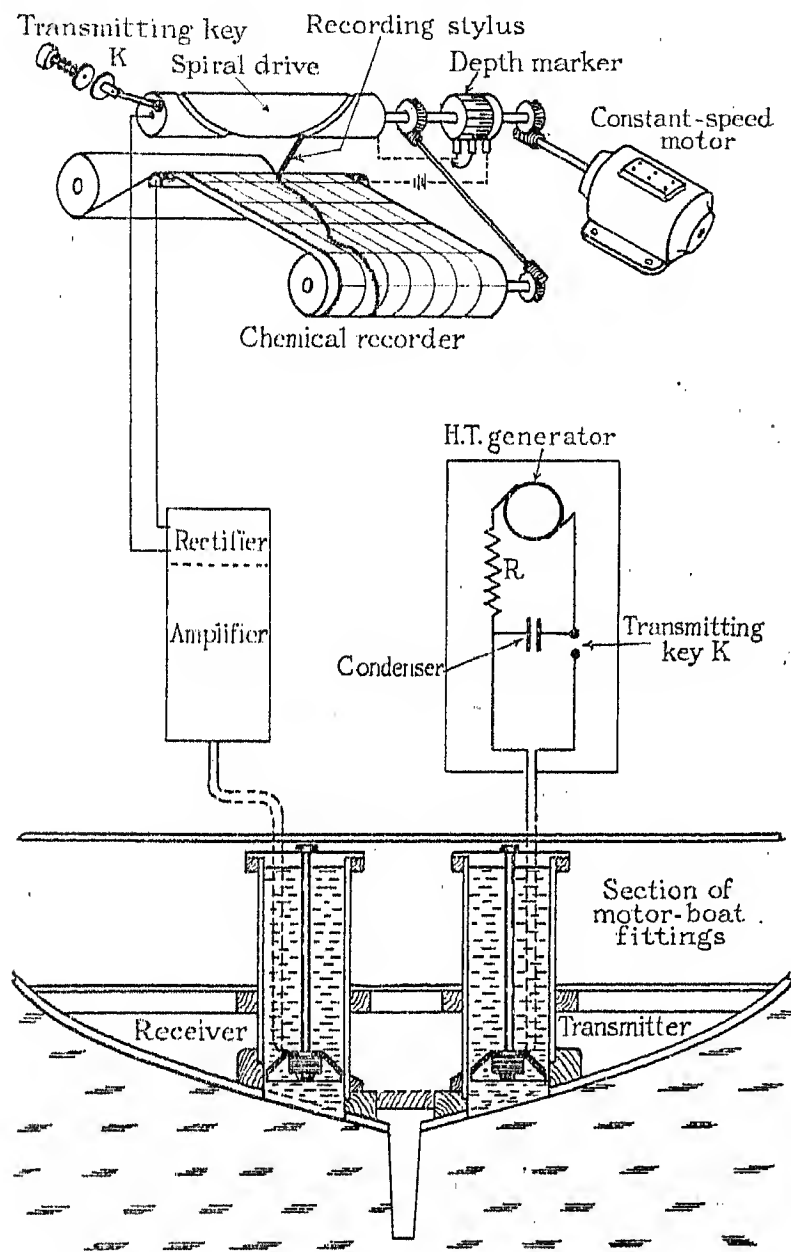 Transmitting key
K
Recording stylus
Spiral drive
Depth marker
Constant-speed
motor
Chemical recorder
H.T. generator
Rectifier
R
Amplifier
Condenser
Transmitting
key K
Section of
motor-boat
fittings
Receiver
Transmitter